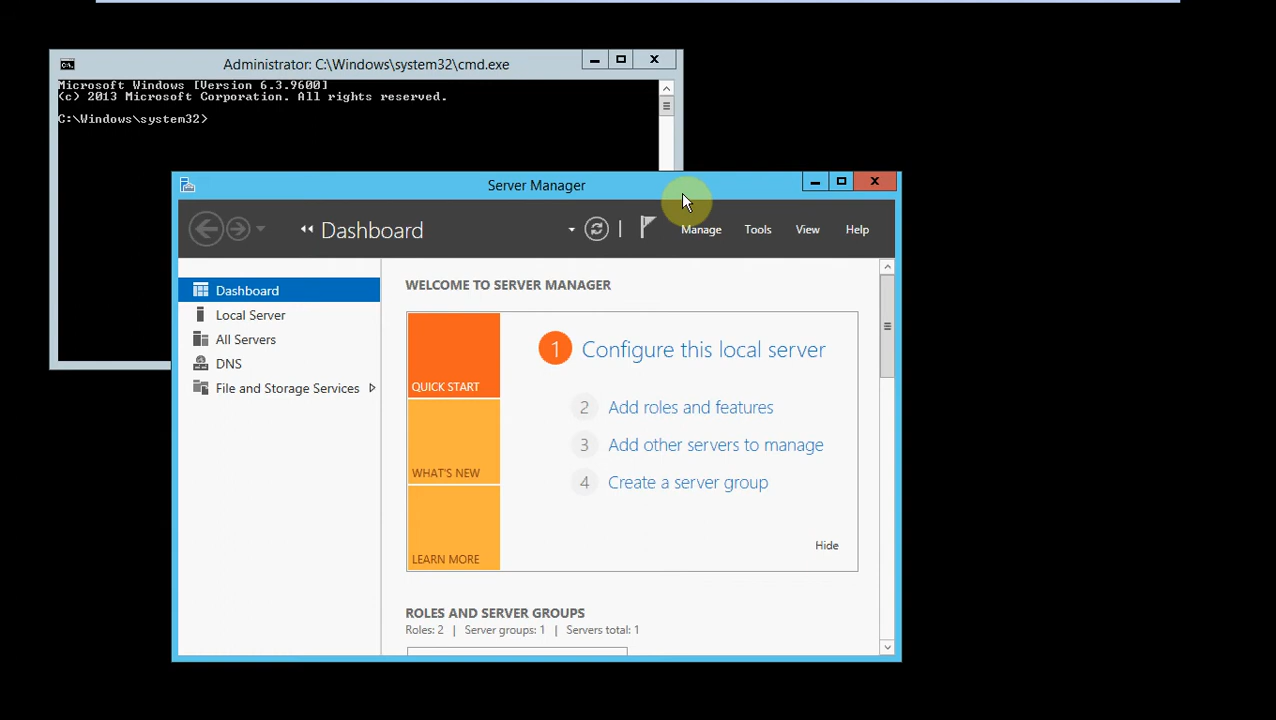 Administrator: C:\Windows\system32\cmd.exe
Microsoft Windows [Version 6.3.9600]
(c) 2013 Microsoft Corporation. All rights reserved.
C:\Windows\system32>
Server Manager
Dashboard
Manage Tools View Help
Dashboard
Local Server
All Servers
DNS
File and Storage Services
WELCOME TO SERVER MANAGER
QUICK START
WHAT'S NEW
LEARN MORE
1 Configure this local server
2 Add roles and features
3 Add other servers to manage
4 Create a server group
Hide
ROLES AND SERVER GROUPS
Roles: 2 | Server groups: 1 | Servers total: 1